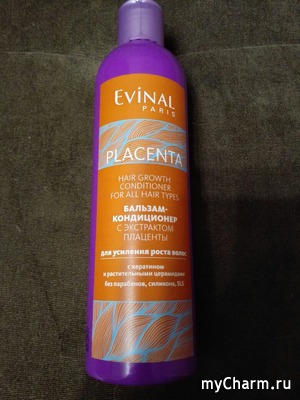 EVINAL
PARIS
PLACENTA
HAIR GROWTH
CONDITIONER
FOR ALL HAIR TYPES
БАЛЬЗАМ-
КОНДИЦИОНЕР
С ЭКСТРАКТОМ
ПЛАЦЕНТЫ
для усиления роста волос
с кератином
и растительными церамидами
без парабенов, силикона, SLS
myCharm.ru